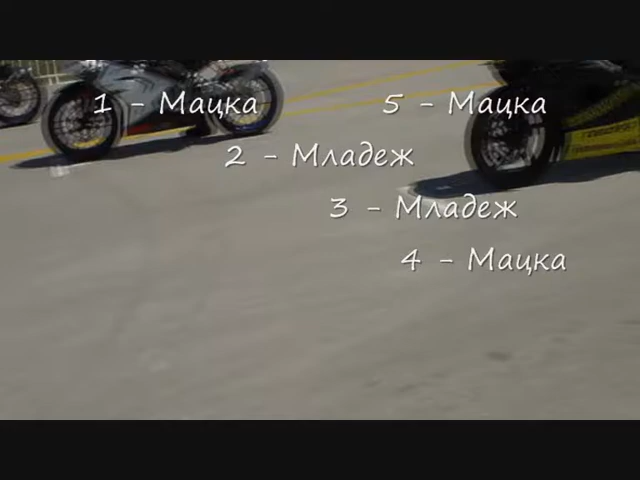 1 - Мацка
5 - Мацка
2 - Младеж
3 - Младеж
4 - Мацка